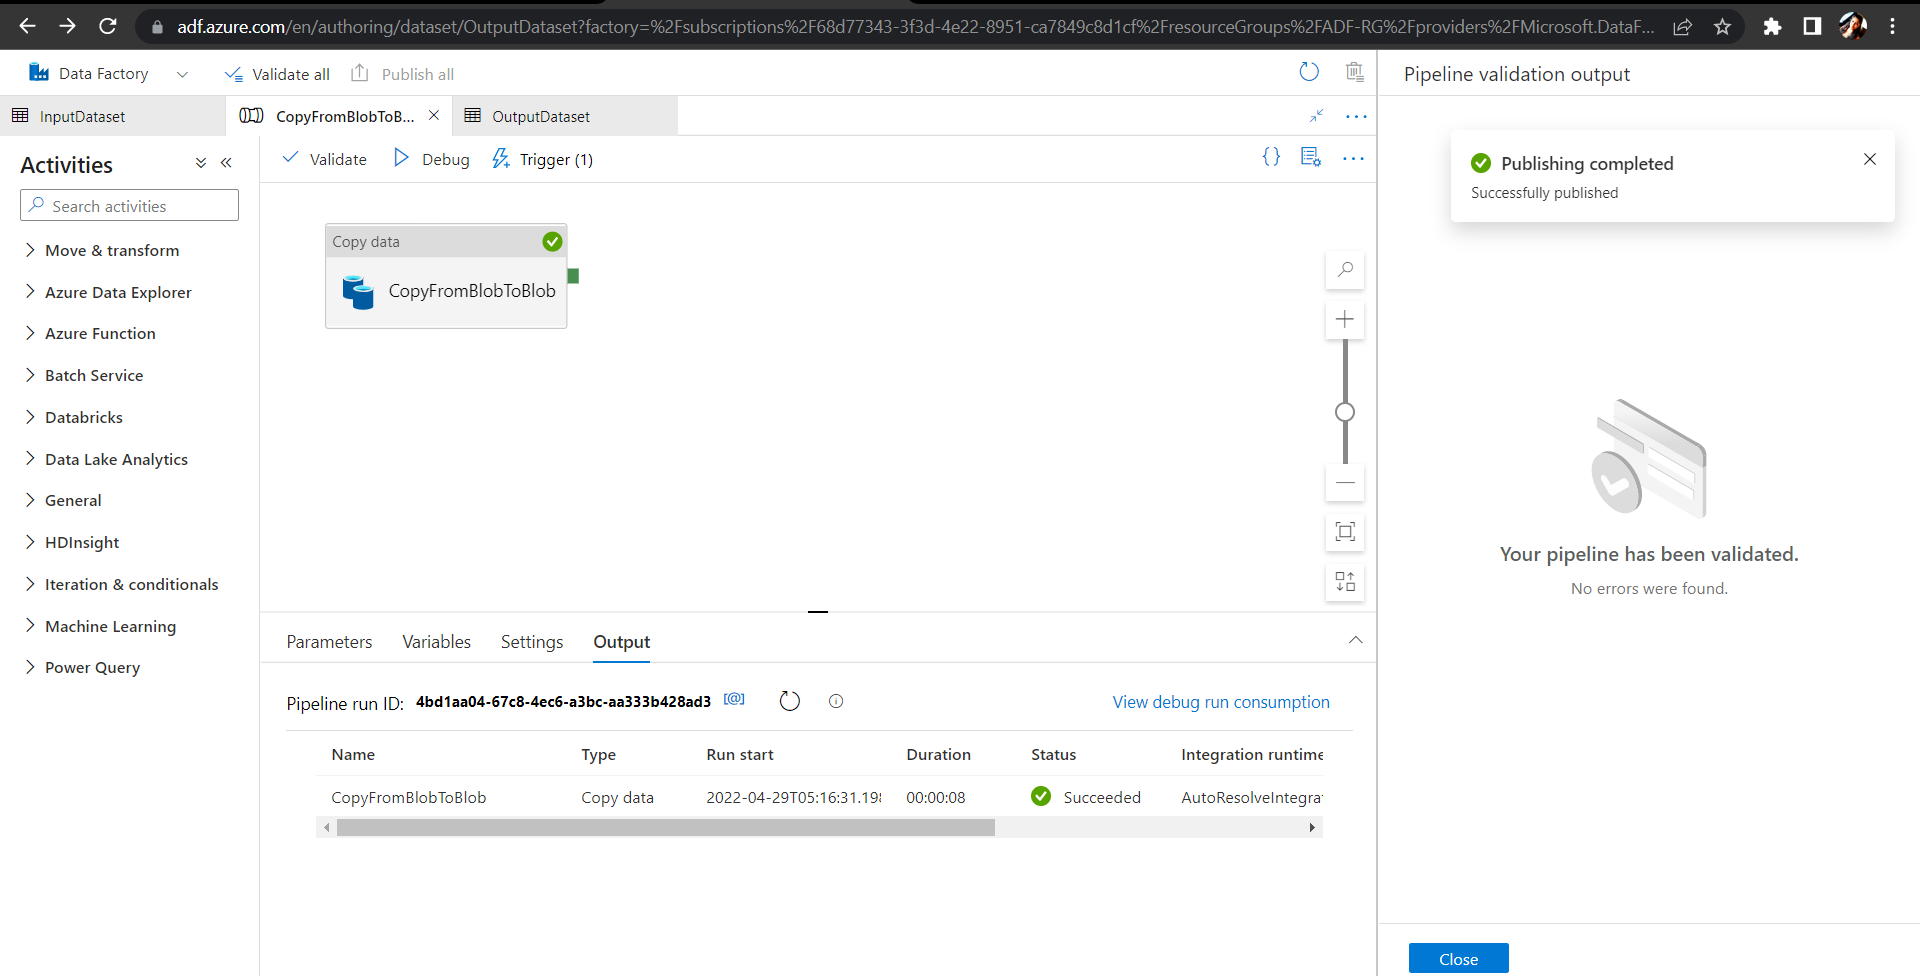 adf.azure.com/en/authoring/dataset/OutputDataset?factory=%2Fsubscriptions%2F68d77343-3f3d-4e22-8951-ca7849c8d1cf%2FresourceGroups%2FADF-RG%2Fproviders%2FMicrosoft.DataF...
Data Factory
Validate all
Publish all
InputDataset
CopyFromBlobToB...
OutputDataset
Activities
Search activities
Move & transform
Azure Data Explorer
Azure Function
Batch Service
Databricks
Data Lake Analytics
General
HDInsight
Iteration & conditionals
Machine Learning
Power Query
Validate
Debug
Trigger (1)
Copy data
CopyFromBlobToBlob
Parameters
Variables
Settings
Output
Pipeline run ID: 4bd1aa04-67c8-4ec6-a3bc-aa333b428ad3 [@]
View debug run consumption
Name Type Run start Duration Status Integration runtime
CopyFromBlobToBlob Copy data 2022-04-29T05:16:31.198 00:00:08 Succeeded AutoResolveIntegra
Pipeline validation output
Publishing completed
Successfully published
Your pipeline has been validated.
No errors were found.
Close